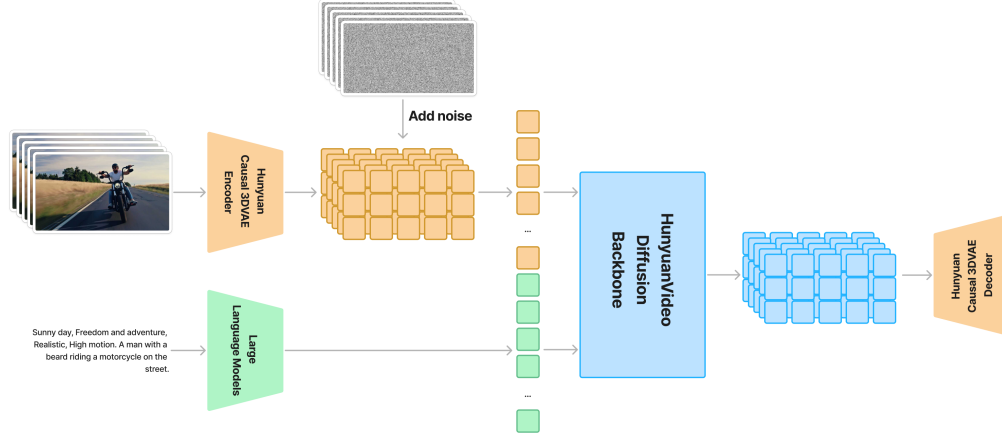 Add noise
Hunyuan
Causal 3DVAE
Encoder
...
HunyuanVideo
Diffusion
Backbone
Hunyuan
Causal 3DVAE
Decoder
Sunny day, Freedom and adventure,
Realistic, High motion. A man with a
beard riding a motorcycle on the
street.
Large
Language Models
...